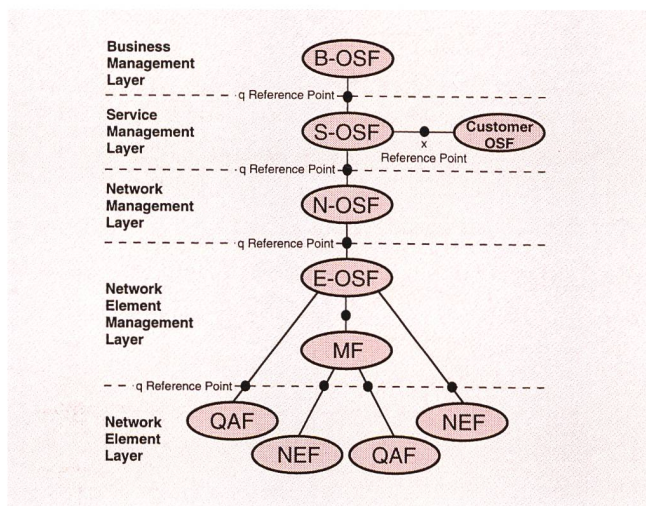 Business
Management
Layer
B-OSF
q Reference Point
Service
Management
Layer
S-OSF
Customer
OSF
x
Reference Point
q Reference Point
Network
Management
Layer
N-OSF
q Reference Point
E-OSF
Network
Element
Management
Layer
MF
q Reference Point
QAF
NEF
Network
Element
Layer
NEF
QAF